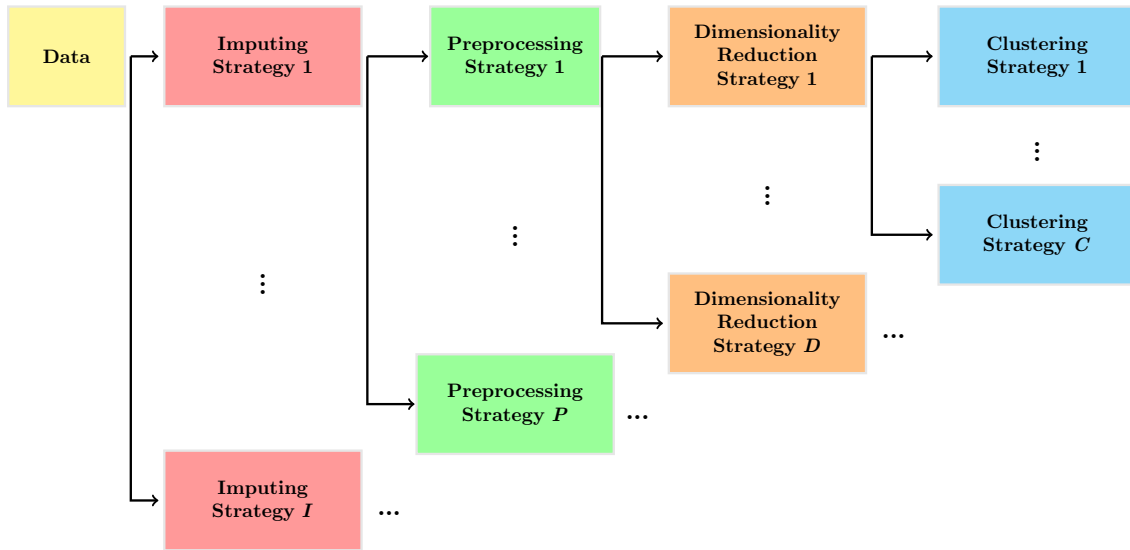 Data
Imputing
Strategy 1
Preprocessing
Strategy 1
Dimensionality
Reduction
Strategy 1
Clustering
Strategy 1
⋮
⋮
⋮
⋮
Clustering
Strategy C
Dimensionality
Reduction
Strategy D
...
Preprocessing
Strategy P
...
Imputing
Strategy I
...